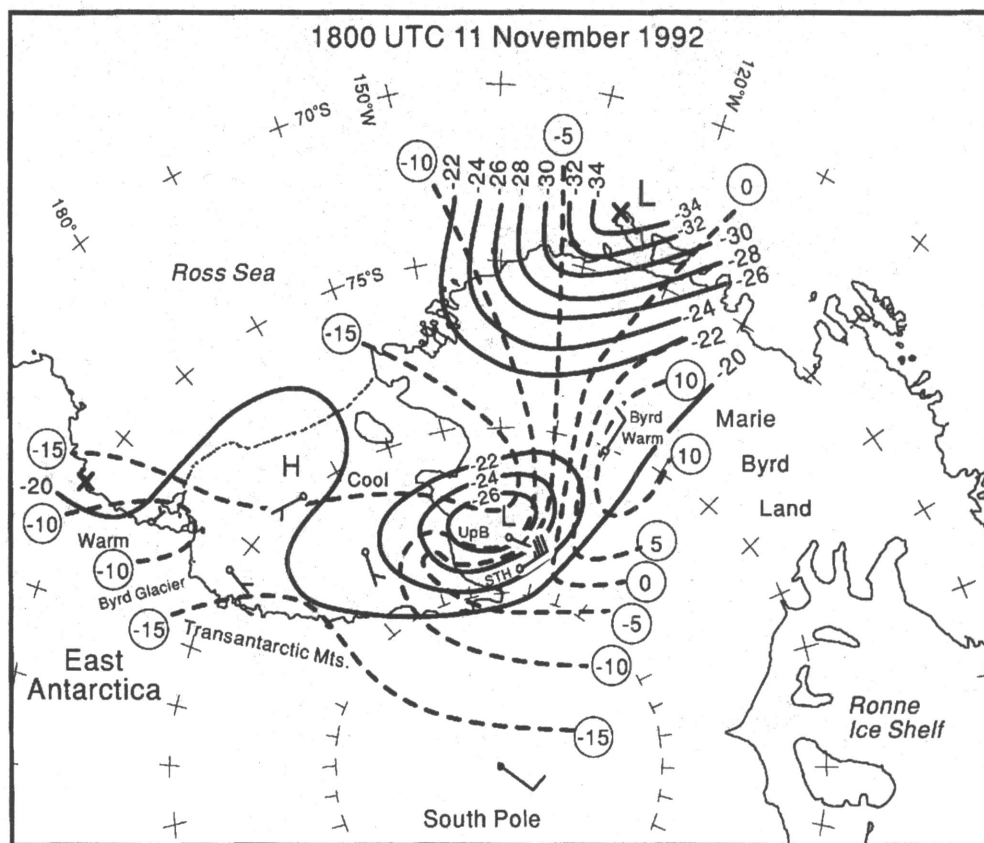 1800 UTC 11 November 1992
120°W
150°W
70°S
-5
-10
-22
-24
-26
-28
-30
-32
-34
L
0
-34
-32
-30
-28
-26
-24
-22
-20
180°
Ross Sea
75°S
-15
10
Byrd
Warm
Marie
Byrd
Land
10
-15
H
Cool
-22
-24
-26
L
UpB
STH
-20
-10
Warm
-10
Byrd Glacier
-15
Transantarctic Mts.
5
0
-5
-10
-15
East
Antarctica
Ronne
Ice Shelf
South Pole